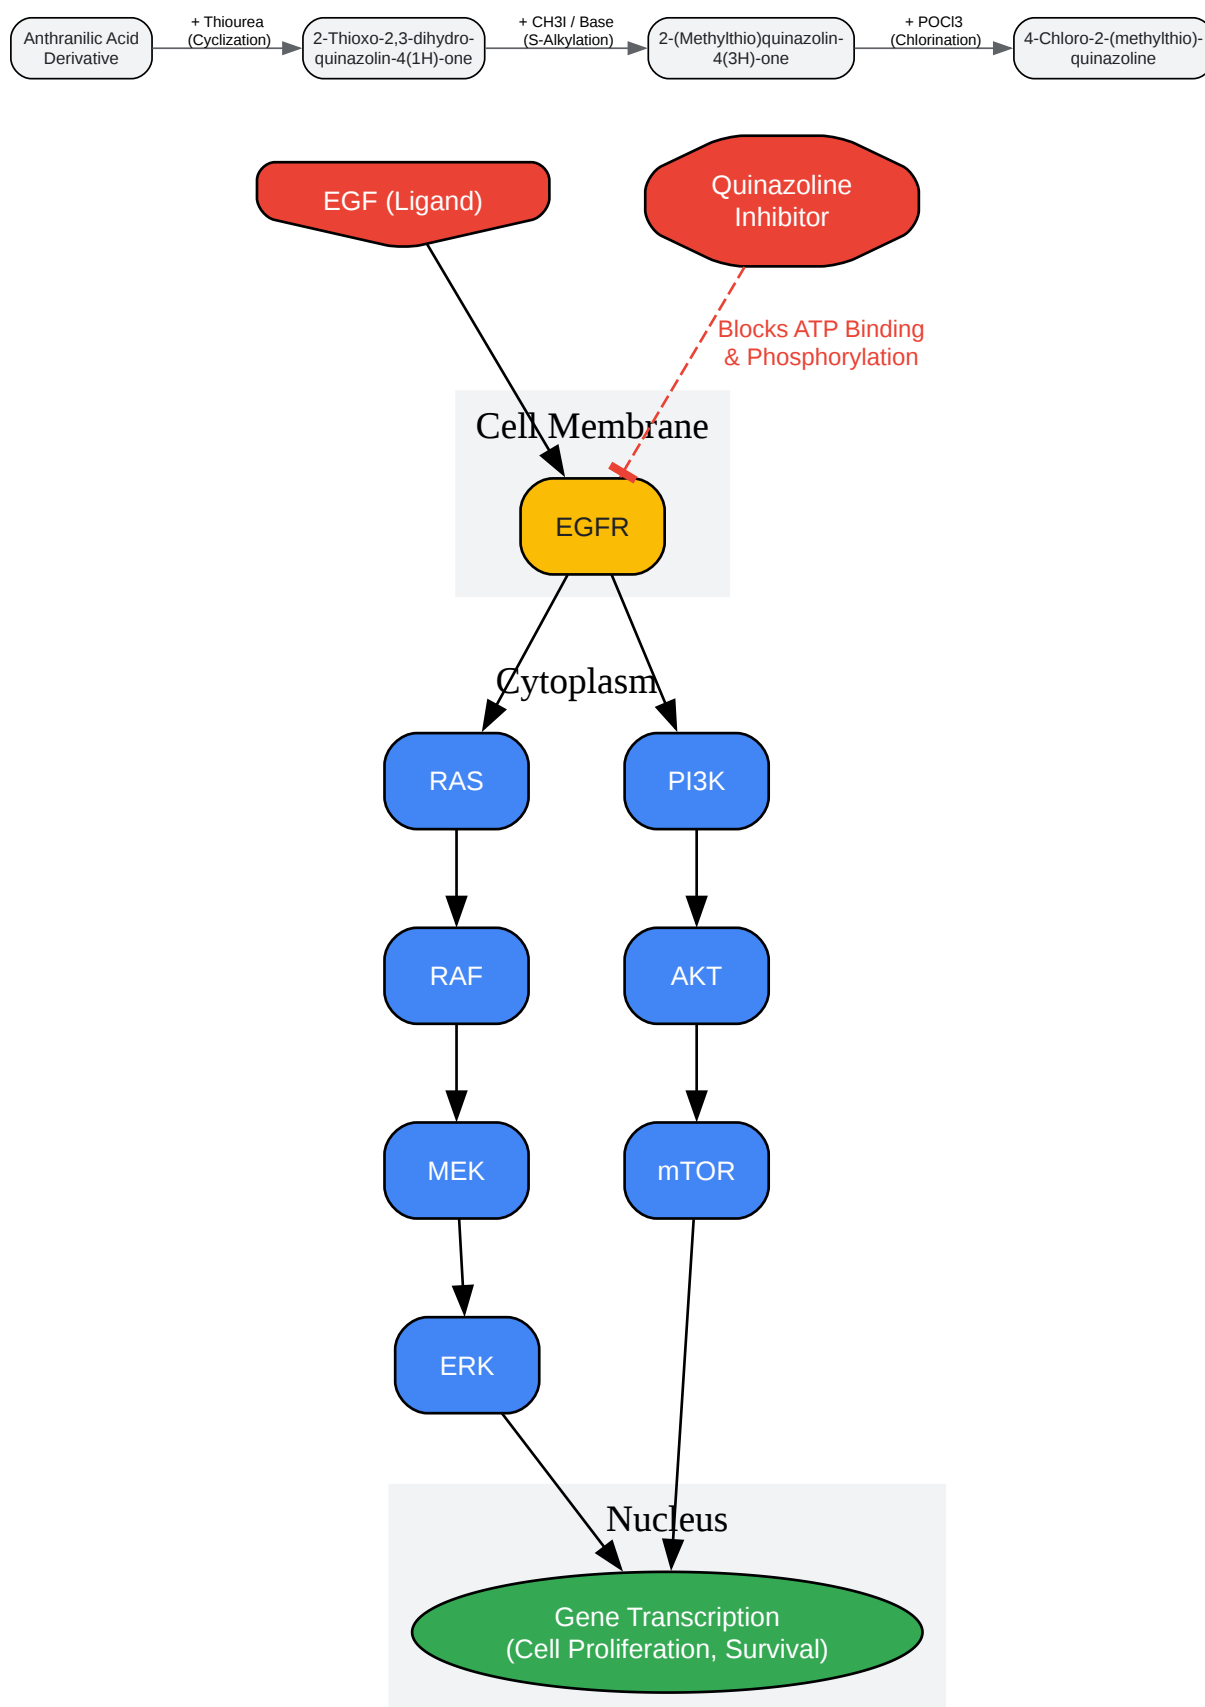 Anthranilic Acid
Derivative
+ Thiourea
(Cyclization)
2-Thioxo-2,3-dihydro-
quinazolin-4(1H)-one
+ CH3I / Base
(S-Alkylation)
2-(Methylthio)quinazolin-
4(3H)-one
+ POCl3
(Chlorination)
4-Chloro-2-(methylthio)-
quinazoline
EGF (Ligand)
Quinazoline
Inhibitor
Blocks ATP Binding
& Phosphorylation
Cell Membrane
EGFR
Cytoplasm
RAS
PI3K
RAF
AKT
MEK
mTOR
ERK
Nucleus
Gene Transcription
(Cell Proliferation, Survival)